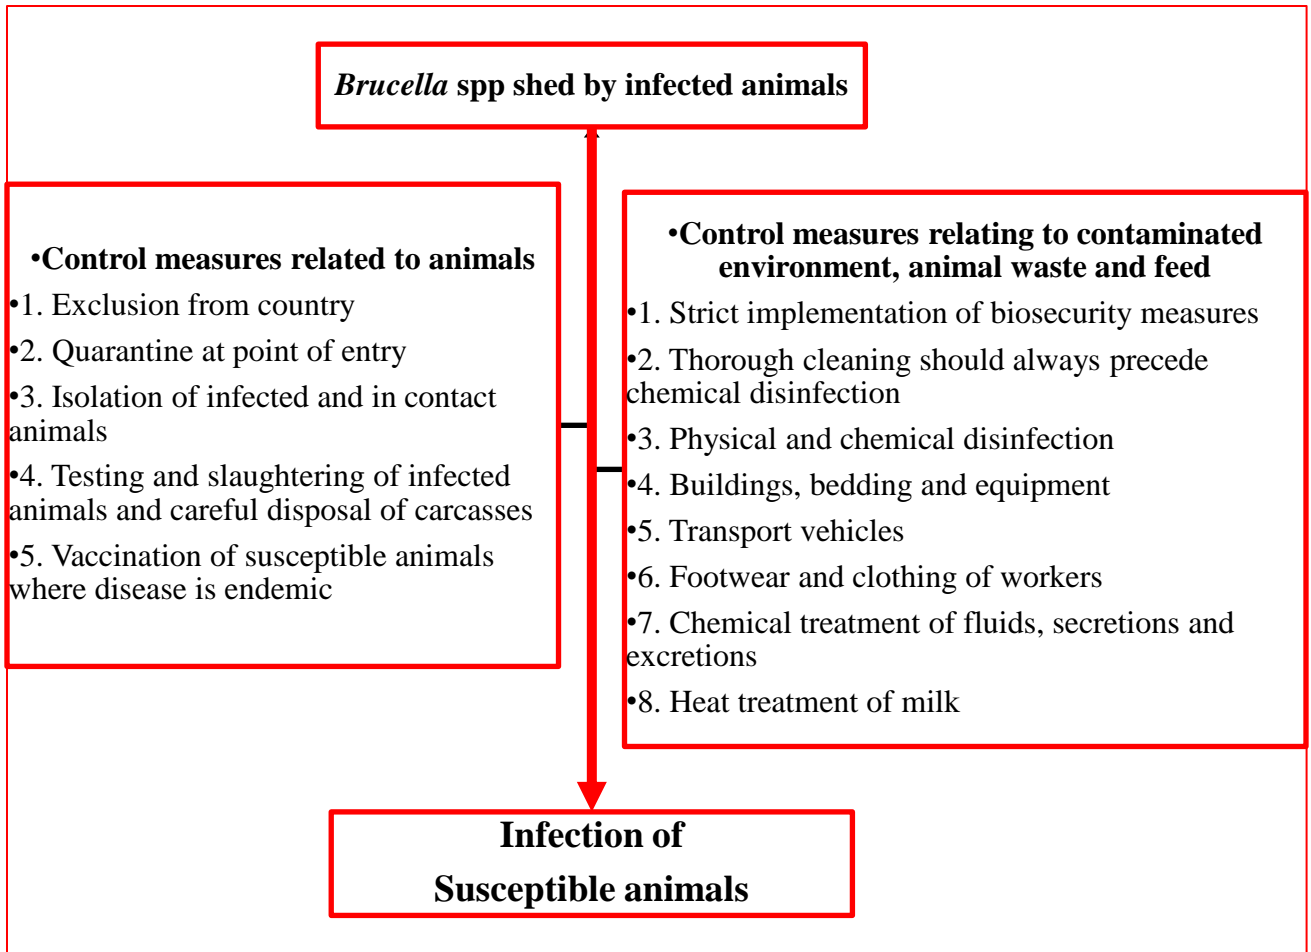 Brucella spp shed by infected animals
•Control measures related to animals
•1. Exclusion from country
•2. Quarantine at point of entry
•3. Isolation of infected and in contact
animals
•4. Testing and slaughtering of infected
animals and careful disposal of carcasses
•5. Vaccination of susceptible animals
where disease is endemic
•Control measures relating to contaminated
environment, animal waste and feed
•1. Strict implementation of biosecurity measures
•2. Thorough cleaning should always precede
chemical disinfection
•3. Physical and chemical disinfection
•4. Buildings, bedding and equipment
•5. Transport vehicles
•6. Footwear and clothing of workers
•7. Chemical treatment of fluids, secretions and
excretions
•8. Heat treatment of milk
Infection of
Susceptible animals